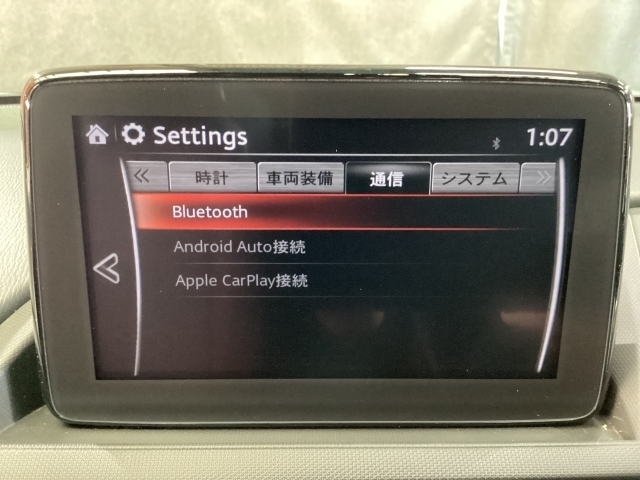 Settings 1:07
時計 車両装備 通信 システム
Bluetooth
Android Auto接続
Apple CarPlay接続